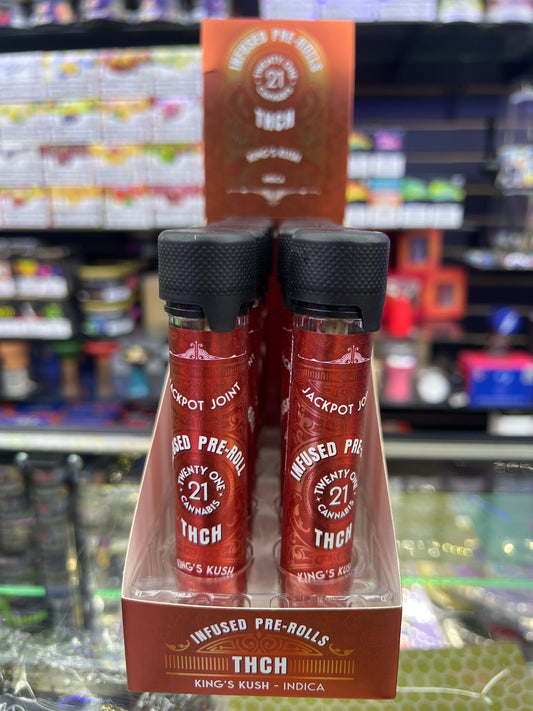 INFUSED PRE-ROLLS
TWENTY ONE
21
CANNABIS
THCH
KING'S KUSH
JACKPOT JOINT
INFUSED PRE-ROLL
TWENTY ONE
21
CANNABIS
THCH
KING'S KUSH
JACKPOT JOINT
INFUSED PRE-
TWENTY ONE
21
CANNABIS
THCH
KING'S KUSH
INFUSED PRE-ROLLS
THCH
KING'S KUSH - INDICA